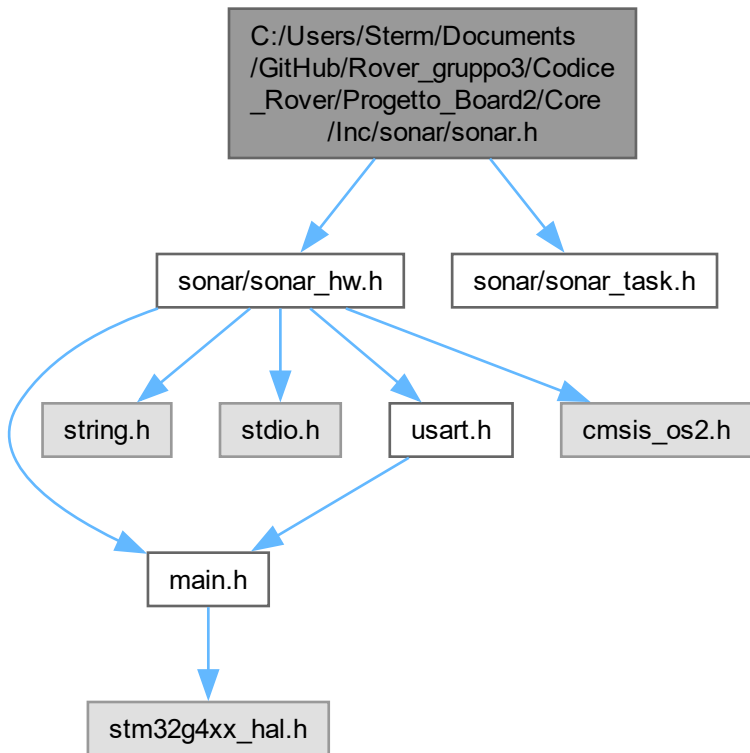 C:/Users/Sterm/Documents
/GitHub/Rover_gruppo3/Codice
_Rover/Progetto_Board2/Core
/Inc/sonar/sonar.h
sonar/sonar_hw.h
sonar/sonar_task.h
string.h
stdio.h
usart.h
cmsis_os2.h
main.h
stm32g4xx_hal.h